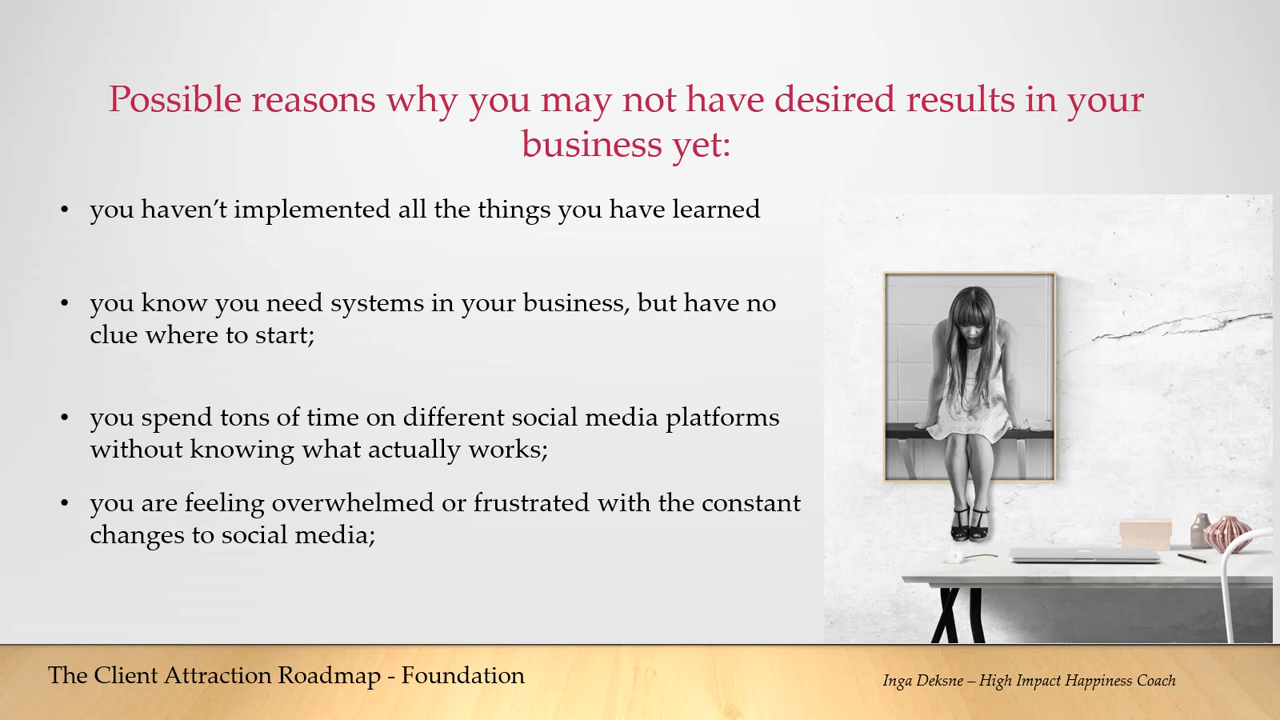 Possible reasons why you may not have desired results in your
business yet:
• you haven’t implemented all the things you have learned
• you know you need systems in your business, but have no
clue where to start;
• you spend tons of time on different social media platforms
without knowing what actually works;
• you are feeling overwhelmed or frustrated with the constant
changes to social media;
The Client Attraction Roadmap - Foundation
Inga Deksne – High Impact Happiness Coach